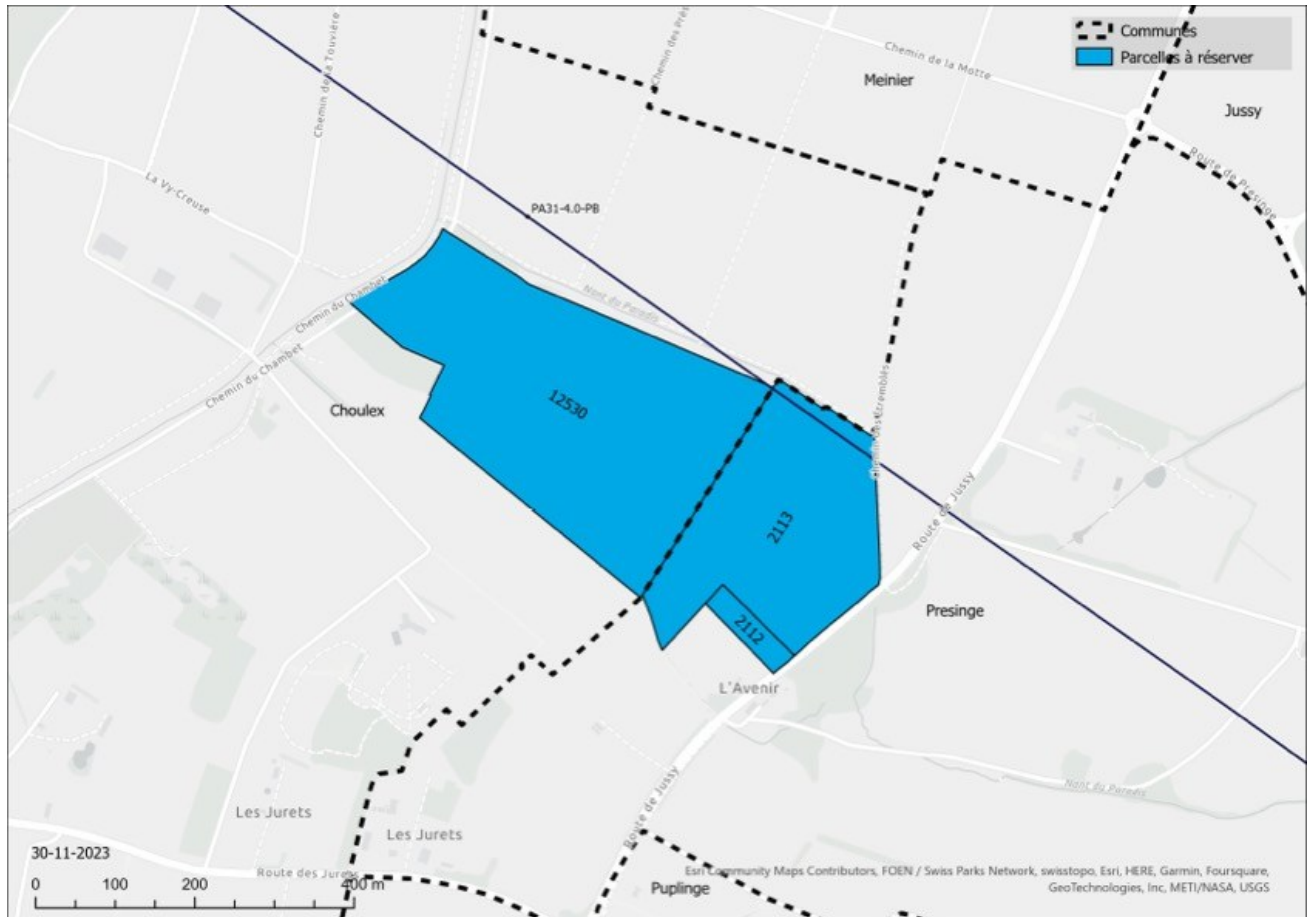 Communes
Parcelles à réserver
Chemin de la Touvière
Chemin des Prés
Chemin de la Motte
Meinier
Jussy
Route de Presinge
La Vy-Creuse
PA31-4.0-PB
Chemin du Chambet
Chemin du Chambet
Nant du Paradis
Choulex
12530
2113
2112
Chemin des Étremblés
Route de Jussy
Presinge
L'Avenir
Nant du Paradis
Route de Jussy
Les Jurets
Les Jurets
Route des Jurets
Puplinge
30-11-2023
0 100 200 400 m
Esri Community Maps Contributors, FOEN / Swiss Parks Network, swisstopo, Esri, HERE, Garmin, Foursquare,
GeoTechnologies, Inc, METI/NASA, USGS